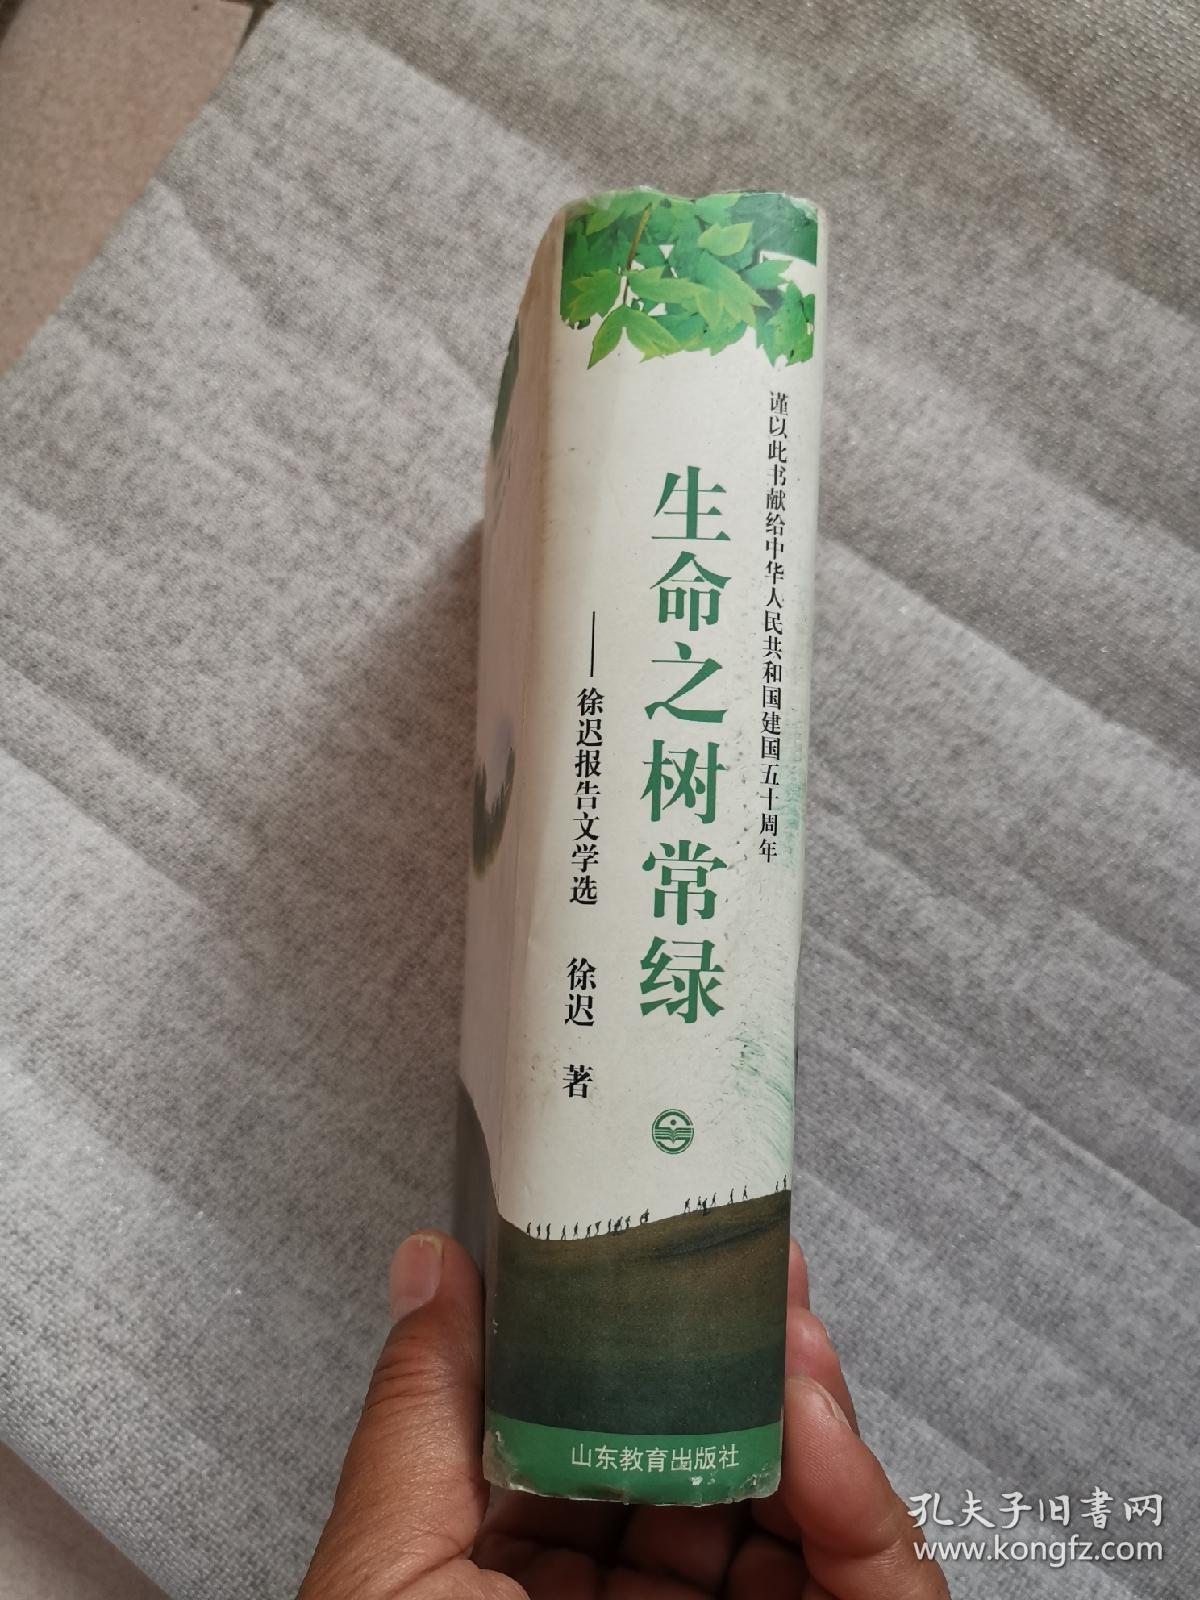 谨以此书献给中华人民共和国建国五十周年
生命之树常绿
——徐迟报告文学选 徐迟 著
山东教育出版社
孔夫子旧书网
www.kongfz.com